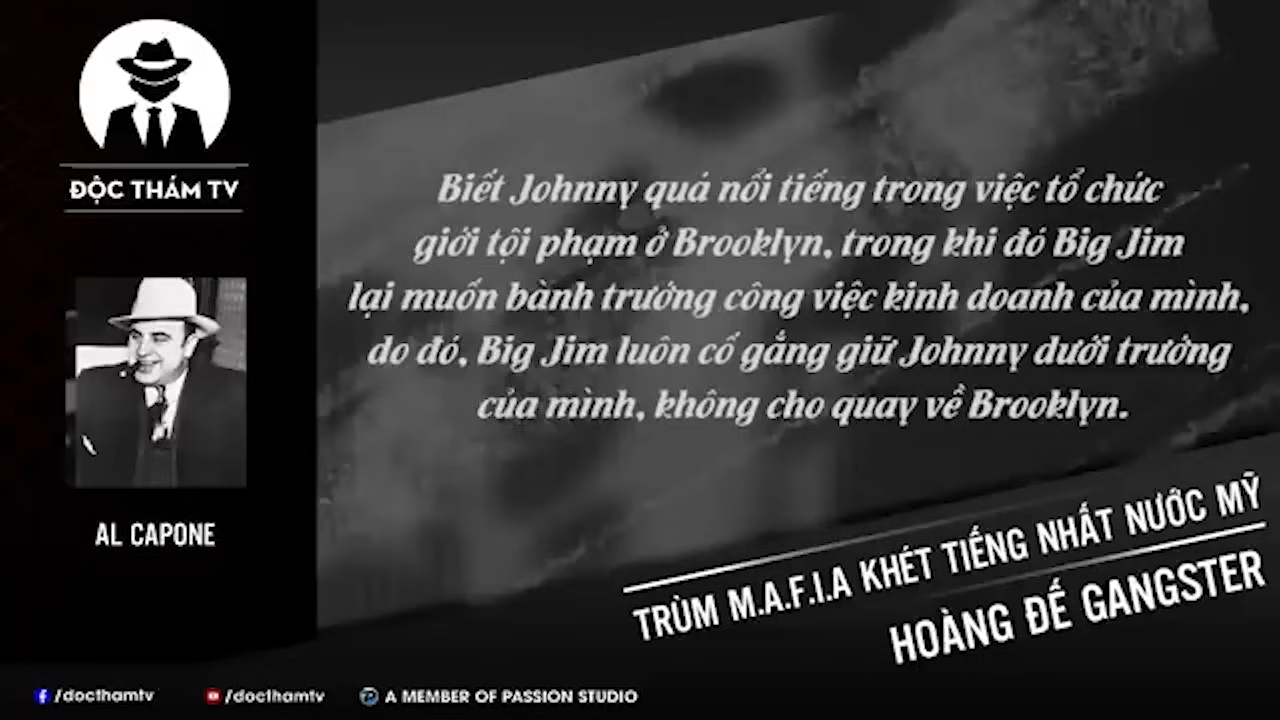 ĐỘC THÁM TV
AL CAPONE
Biết Johnny quá nổi tiếng trong việc tổ chức
giới tội phạm ở Brooklyn, trong khi đó Big Jim
lại muốn bành trướng công việc kinh doanh của mình,
do đó, Big Jim luôn cố gắng giữ Johnny dưới trướng
của mình, không cho quay về Brooklyn.
TRÙM M.A.F.I.A KHÉT TIẾNG NHẤT NƯỚC MỸ
HOÀNG ĐẾ GANGSTER
/docthamtv /docthamtv A MEMBER OF PASSION STUDIO